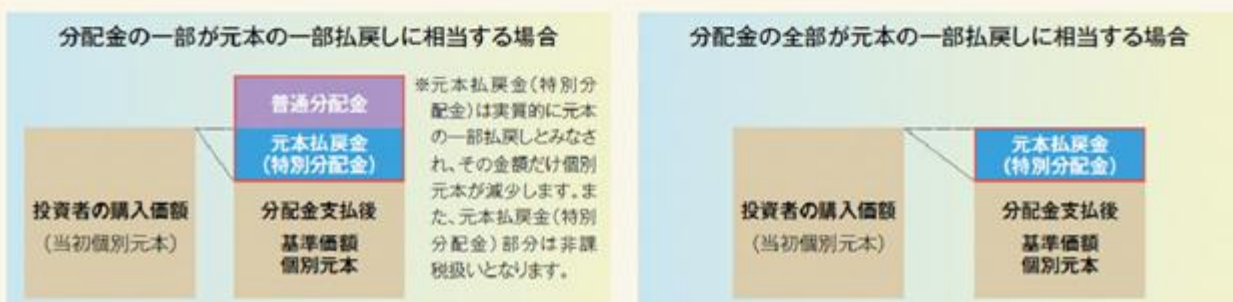 分配金の一部が元本の一部払戻しに相当する場合
普通分配金
元本払戻金
(特別分配金)
投資者の購入価額
(当初個別元本)
分配金支払後
基準価額
個別元本
※元本払戻金(特別分
配金)は実質的に元本
の一部払戻しとみなさ
れ、その金額だけ個別
元本が減少します。ま
た、元本払戻金(特別
分配金)部分は非課
税扱いとなります。
分配金の全部が元本の一部払戻しに相当する場合
元本払戻金
(特別分配金)
投資者の購入価額
(当初個別元本)
分配金支払後
基準価額
個別元本